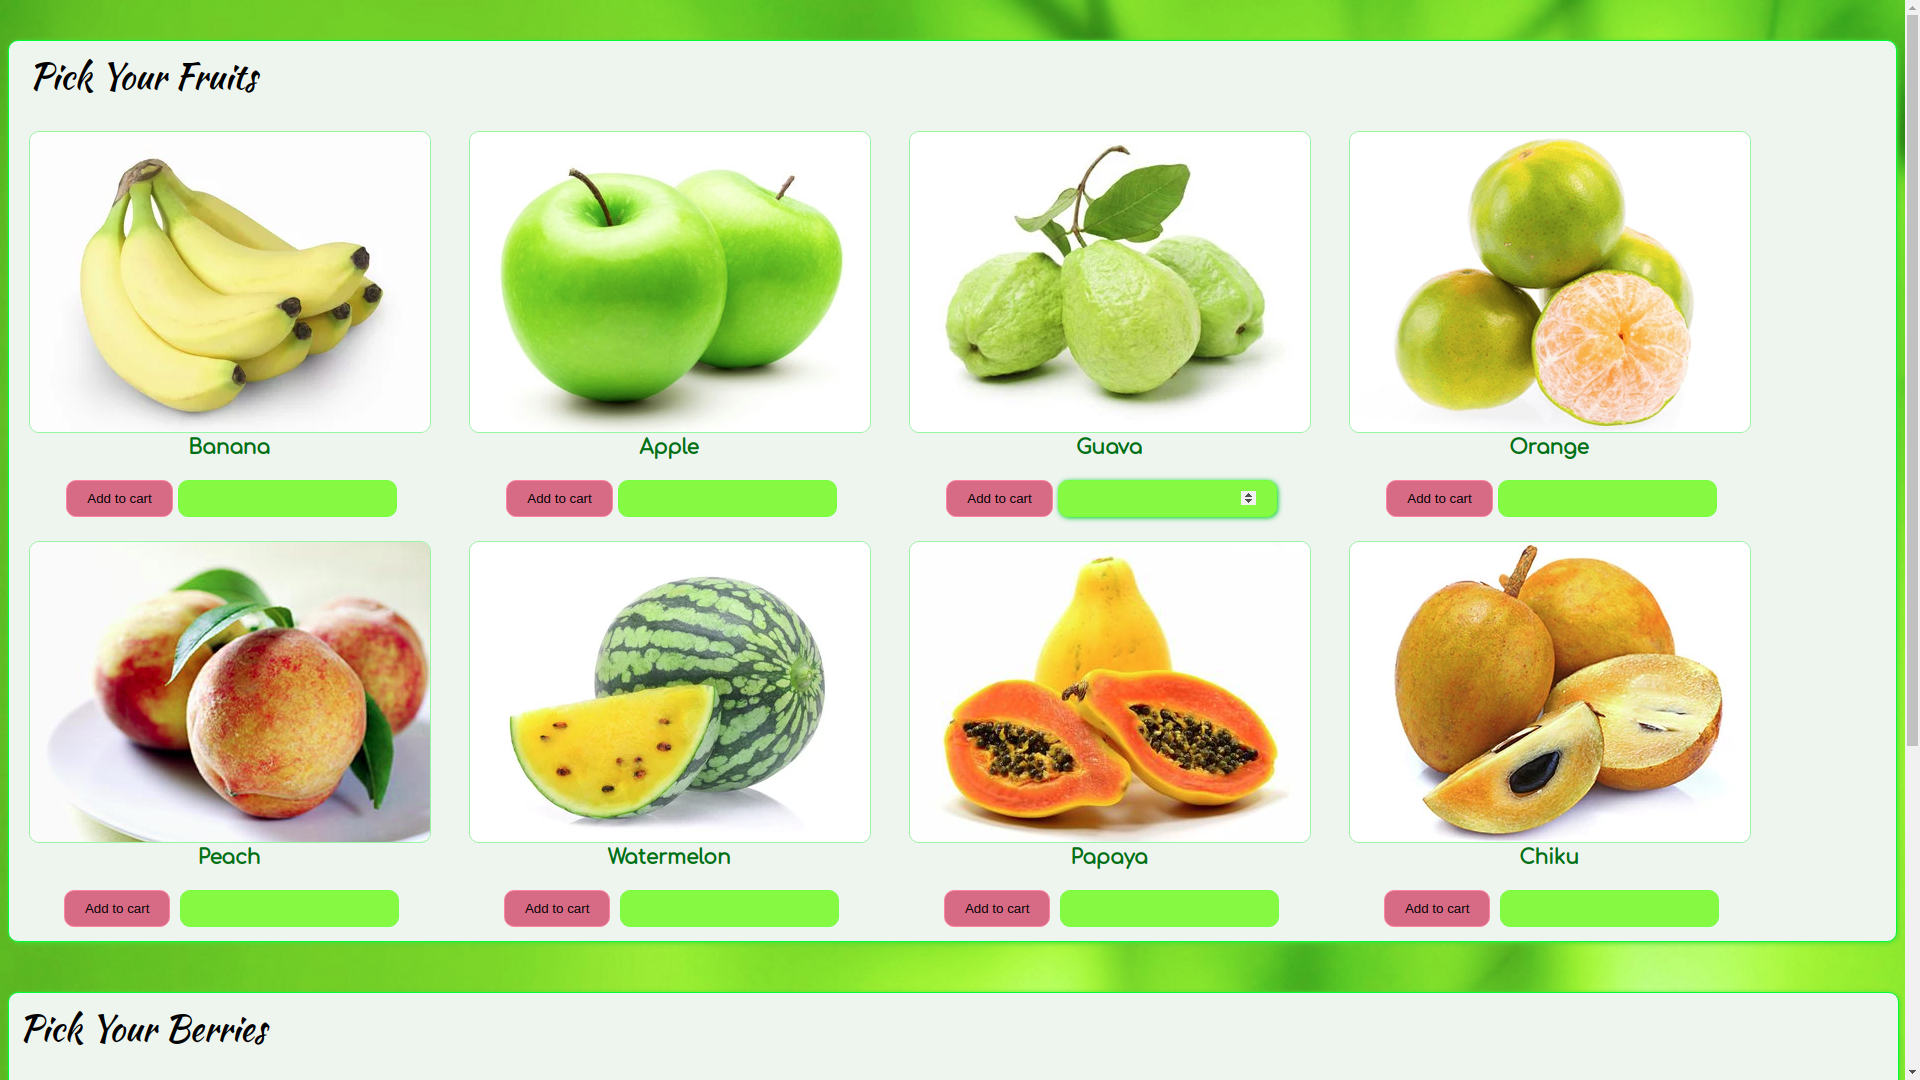 Pick Your Fruits
Banana
Apple
Guava
Orange
Add to cart
Add to cart
Add to cart
Add to cart
Peach
Watermelon
Papaya
Chiku
Add to cart
Add to cart
Add to cart
Add to cart
Pick Your Berries